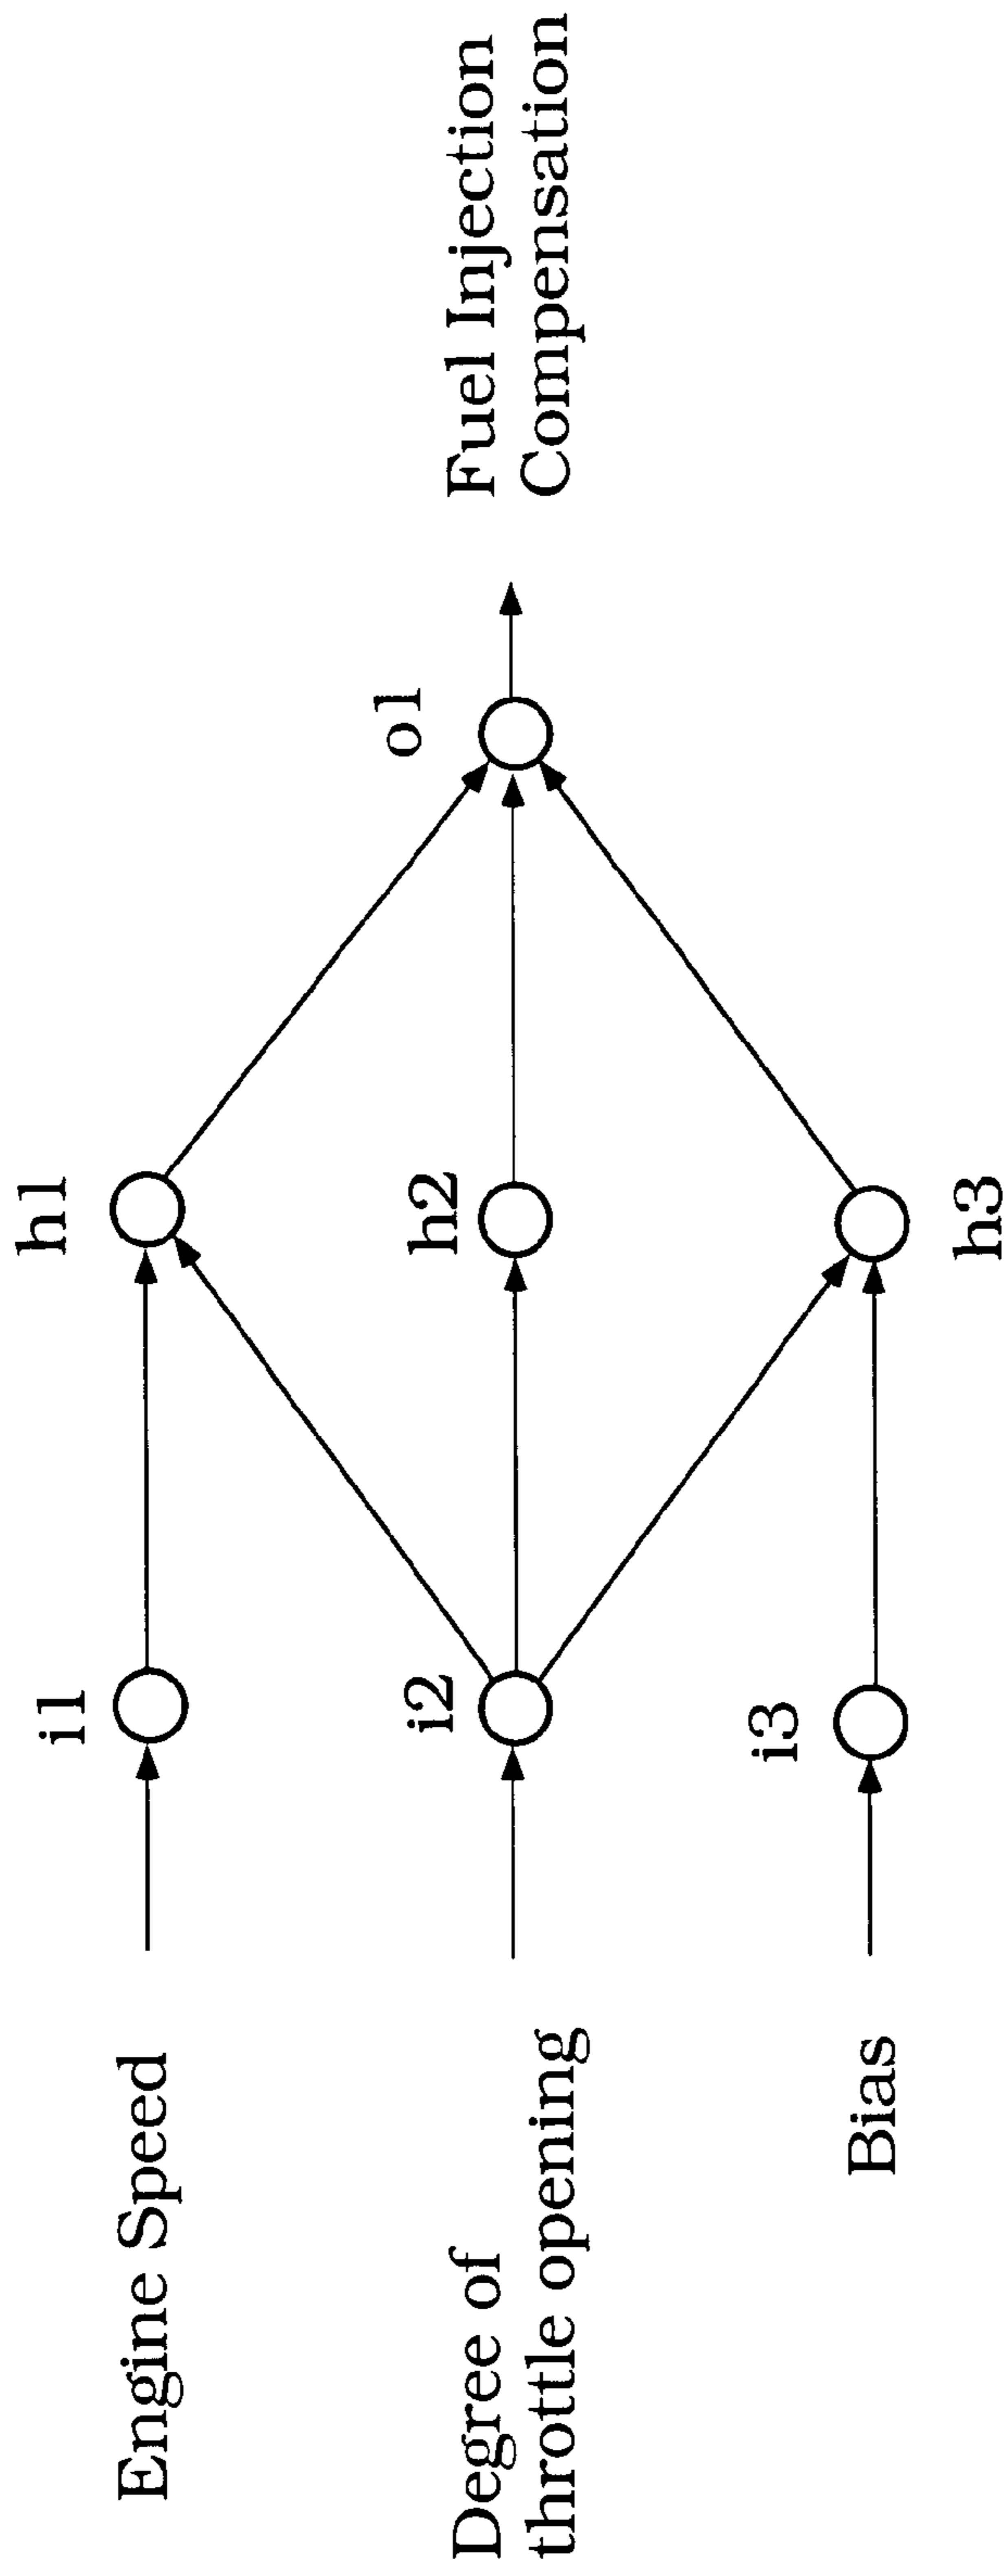 Engine Speed
i1
h1
Degree of
throttle opening
i2
h2
o1
Fuel Injection
Compensation
Bias
i3
h3